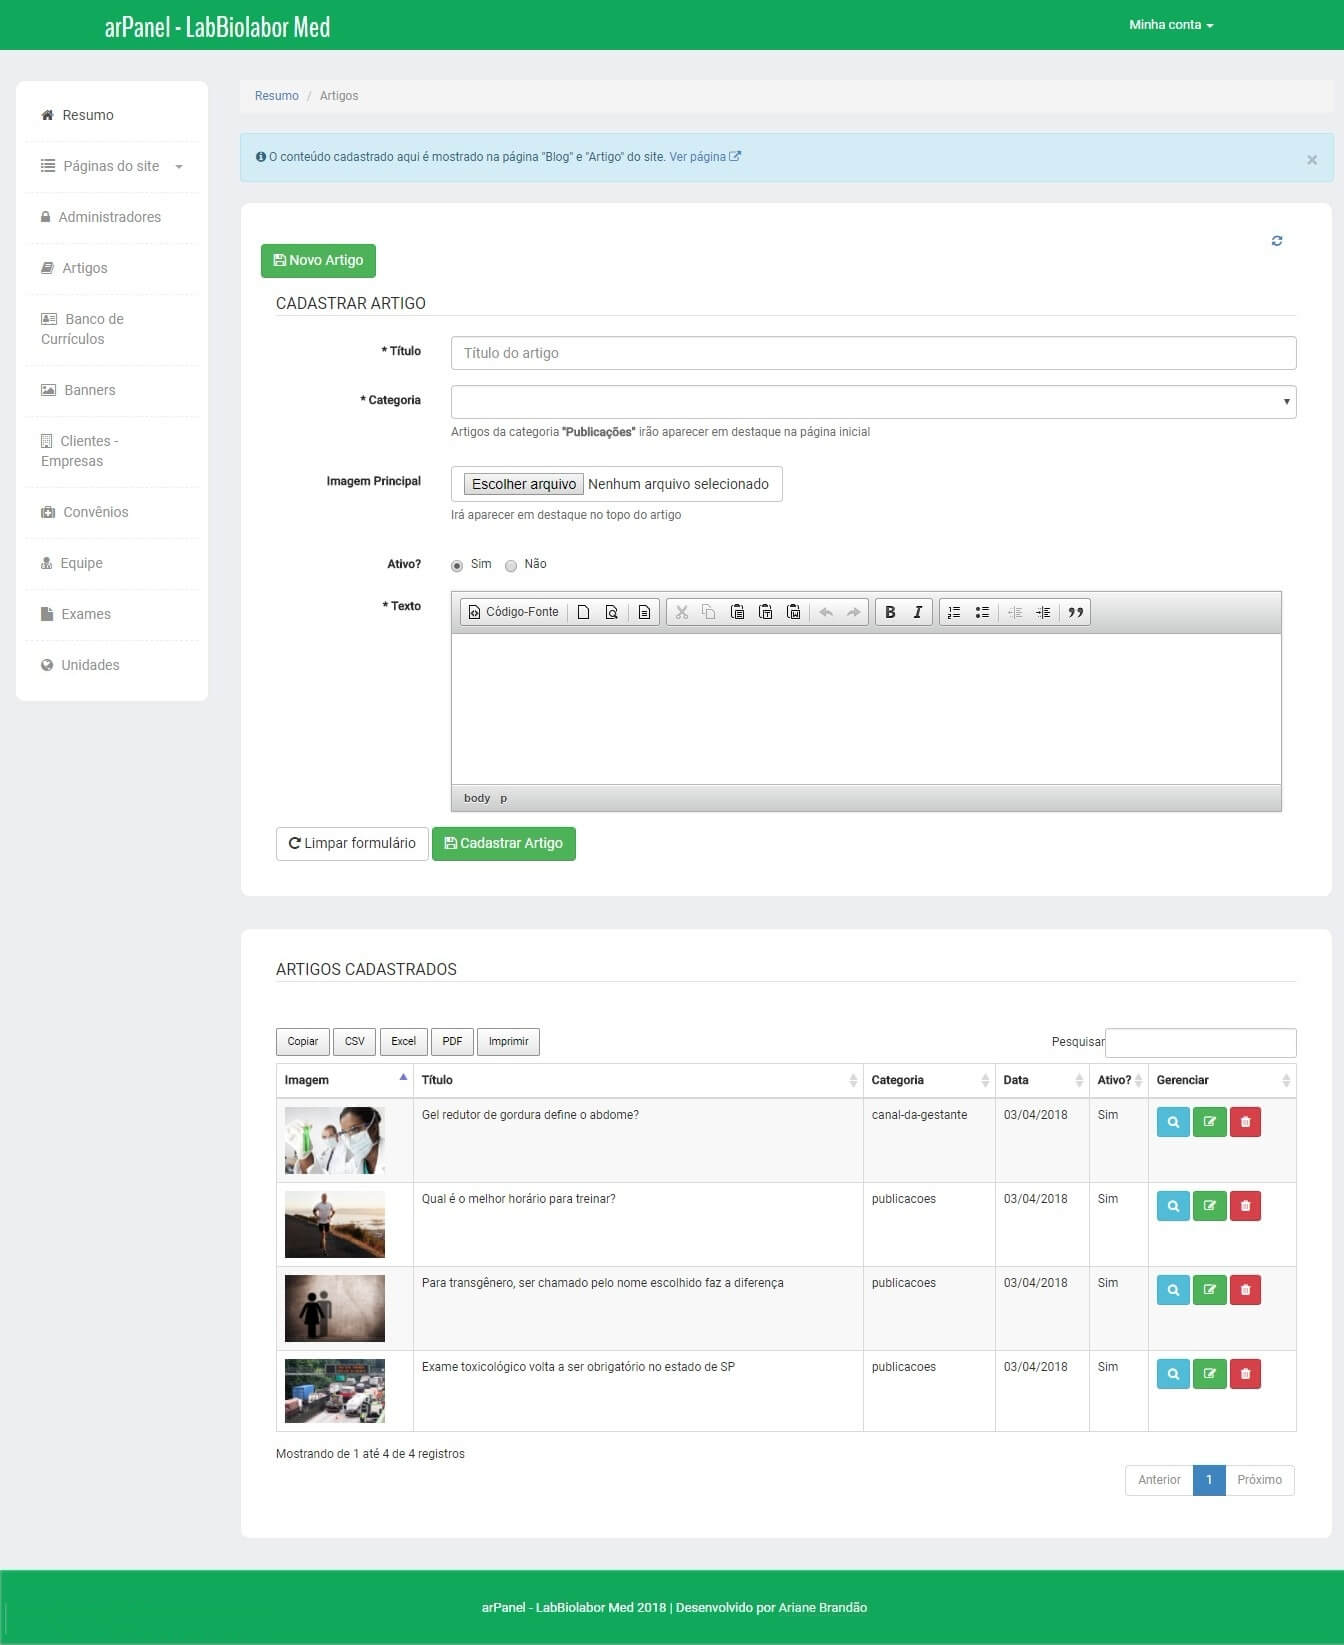 arPanel - LabBiolabor Med
Minha conta
Resumo
Páginas do site
Administradores
Artigos
Banco de
Currículos
Banners
Clientes -
Empresas
Convênios
Equipe
Exames
Unidades
Resumo / Artigos
O conteúdo cadastrado aqui é mostrado na página "Blog" e "Artigo" do site. Ver página
×
Novo Artigo
CADASTRAR ARTIGO
* Título
Título do artigo
* Categoria
Artigos da categoria "Publicações" irão aparecer em destaque na página inicial
Imagem Principal
Escolher arquivo Nenhum arquivo selecionado
Irá aparecer em destaque no topo do artigo
Ativo? Sim Não
* Texto
Código-Fonte
B I
body p
Limpar formulário
Cadastrar Artigo
ARTIGOS CADASTRADOS
Copiar CSV Excel PDF Imprimir
Pesquisar
Imagem Título Categoria Data Ativo? Gerenciar
Gel redutor de gordura define o abdome? canal-da-gestante 03/04/2018 Sim
Qual é o melhor horário para treinar? publicacoes 03/04/2018 Sim
Para transgênero, ser chamado pelo nome escolhido faz a diferença publicacoes 03/04/2018 Sim
Exame toxicológico volta a ser obrigatório no estado de SP publicacoes 03/04/2018 Sim
Mostrando de 1 até 4 de 4 registros
Anterior 1 Próximo
arPanel - LabBiolabor Med 2018 | Desenvolvido por Ariane Brandão